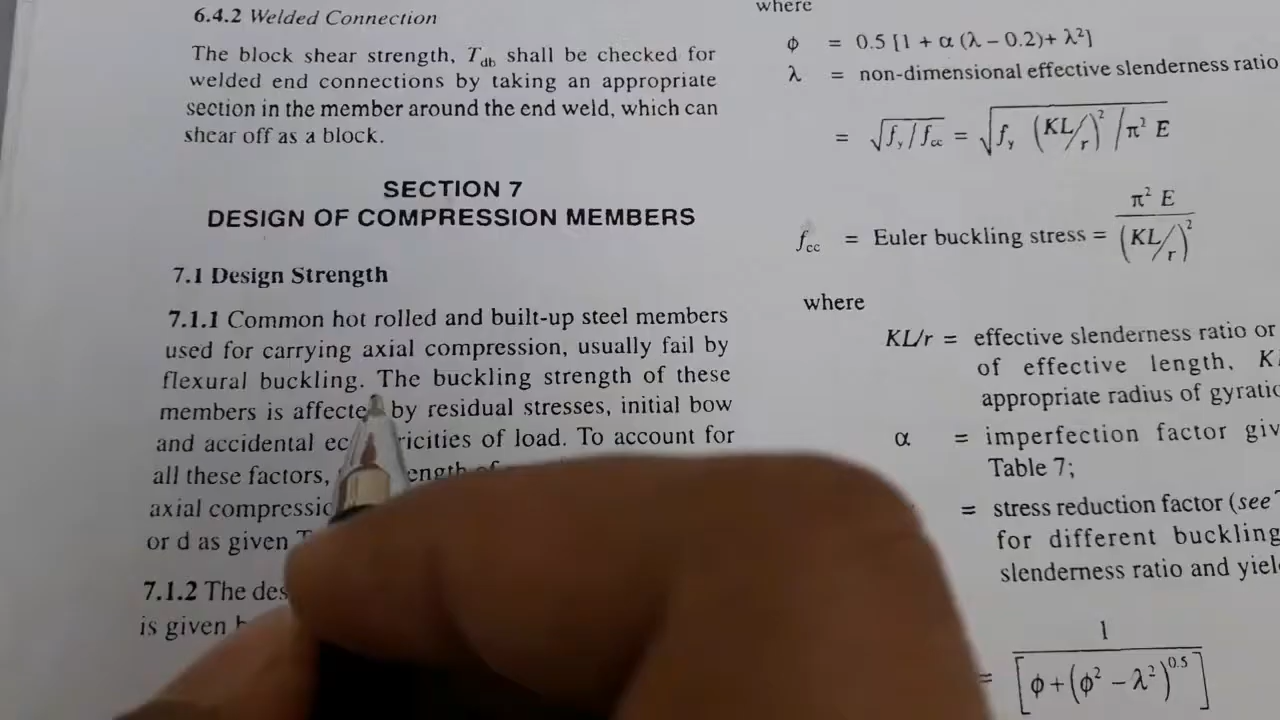 6.4.2 Welded Connection
The block shear strength, T_db shall be checked for
welded end connections by taking an appropriate
section in the member around the end weld, which can
shear off as a block.
SECTION 7
DESIGN OF COMPRESSION MEMBERS
7.1 Design Strength
7.1.1 Common hot rolled and built-up steel members
used for carrying axial compression, usually fail by
flexural buckling. The buckling strength of these
members is affecte by residual stresses, initial bow
and accidental ec ricities of load. To account for
all these factors, ength of
axial compressio
or d as given
7.1.2 The des
is given
where
ϕ = 0.5 [1 + α (λ – 0.2)+ λ²]
λ = non-dimensional effective slenderness ratio
= √(f_y / f_cc) = √(f_y (KL/r)² / π² E)
f_cc = Euler buckling stress = π² E / (KL/r)²
where
KL/r = effective slenderness ratio or
of effective length, K
appropriate radius of gyratio
α = imperfection factor giv
Table 7;
= stress reduction factor (see
for different buckling
slenderness ratio and yiel
= 1 / [ϕ + (ϕ² – λ²)^0.5]